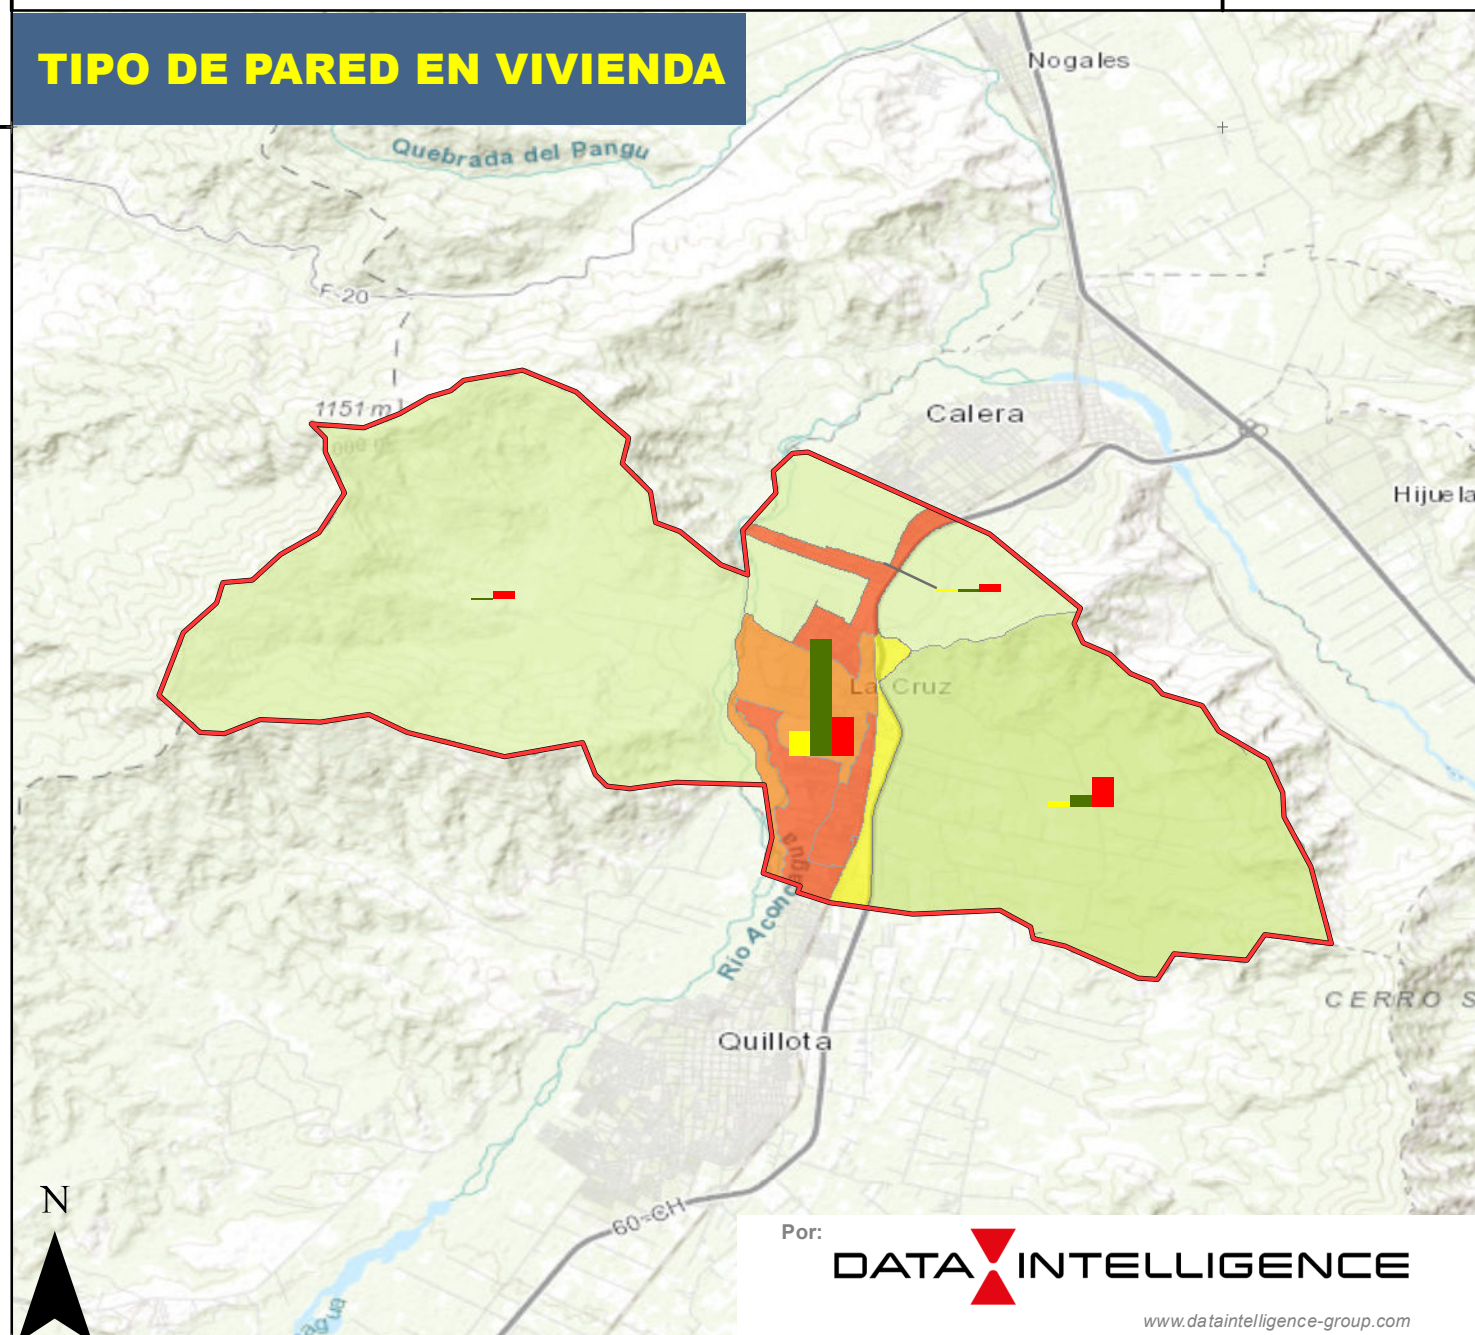 TIPO DE PARED EN VIVIENDA
Nogales
Quebrada del Pangu
F-20
1151 m
Calera
Hijuela
La Cruz
Río Aconcagua
CERRO S
Quillota
60-CH
N
Por:
DATA INTELLIGENCE
www.dataintelligence-group.com